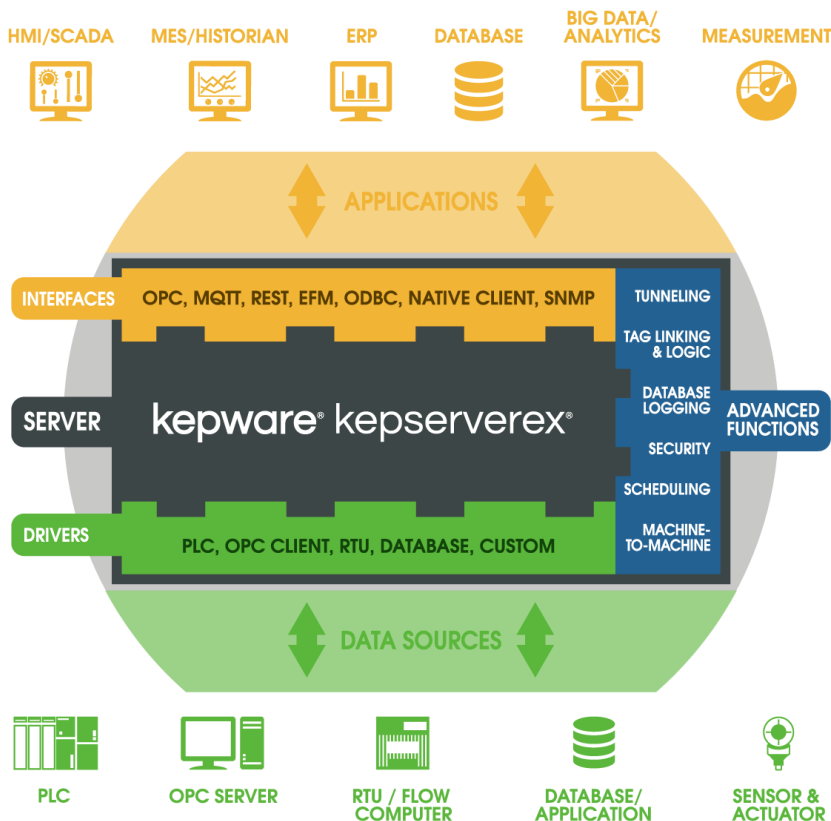 HMI/SCADA
MES/HISTORIAN
ERP
DATABASE
BIG DATA/
ANALYTICS
MEASUREMENT
APPLICATIONS
INTERFACES
OPC, MQTT, REST, EFM, ODBC, NATIVE CLIENT, SNMP
TUNNELING
TAG LINKING
& LOGIC
SERVER
kepware® kepserverex®
DATABASE
LOGGING
ADVANCED
FUNCTIONS
SECURITY
SCHEDULING
DRIVERS
PLC, OPC CLIENT, RTU, DATABASE, CUSTOM
MACHINE-
TO-MACHINE
DATA SOURCES
PLC
OPC SERVER
RTU / FLOW
COMPUTER
DATABASE/
APPLICATION
SENSOR &
ACTUATOR